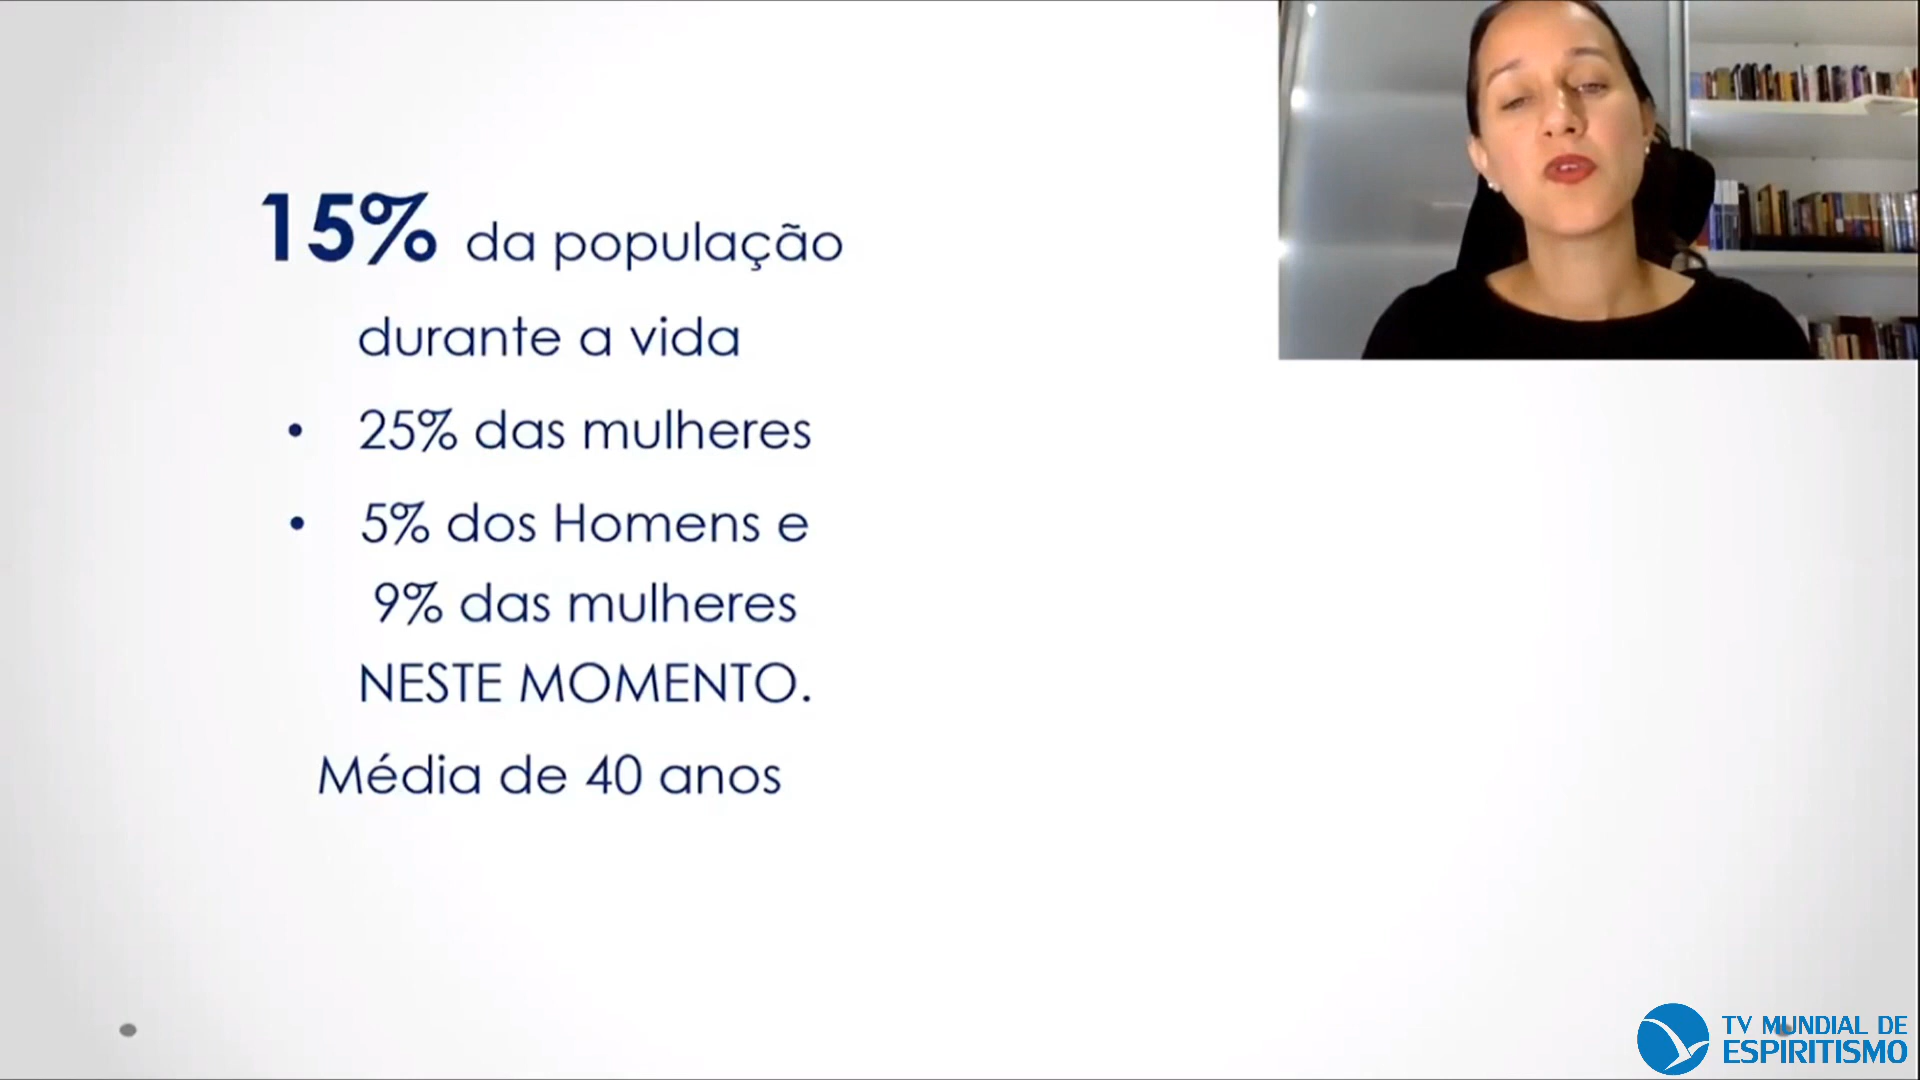 15% da população
durante a vida
• 25% das mulheres
• 5% dos Homens e
9% das mulheres
NESTE MOMENTO.
Média de 40 anos
TV MUNDIAL DE
ESPIRITISMO